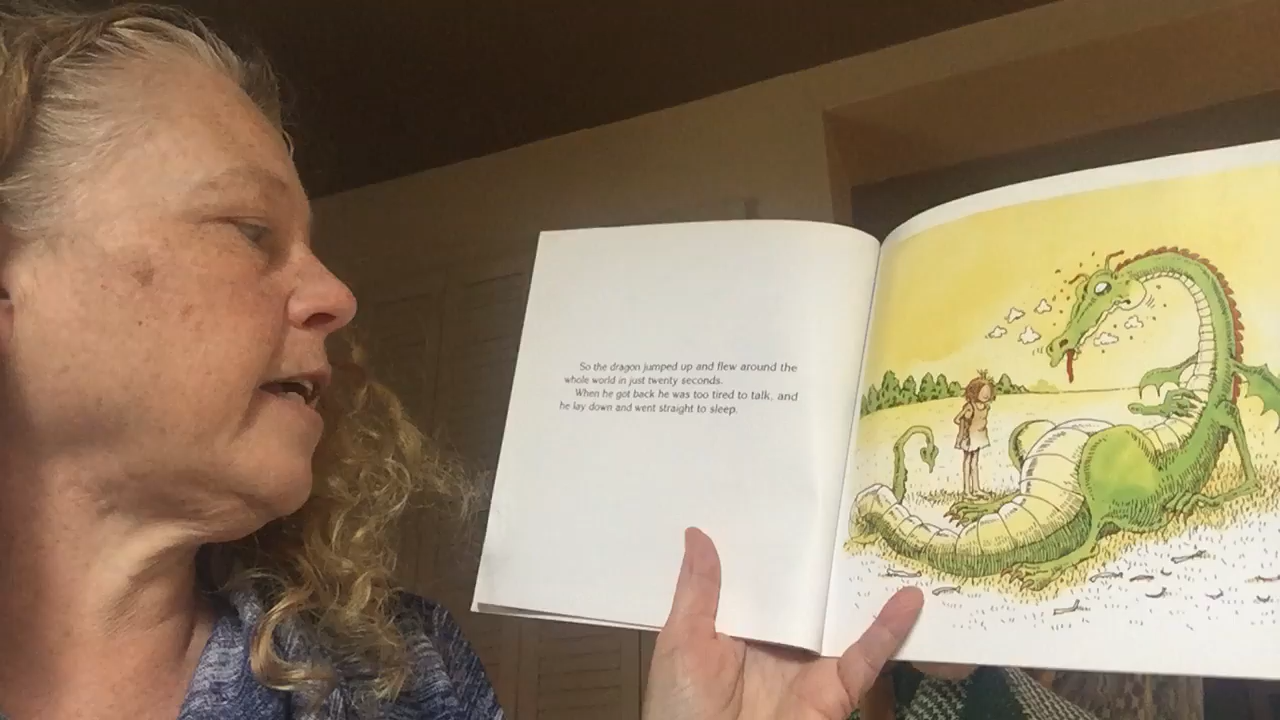 So the dragon jumped up and flew around the
whole world in just twenty seconds.
When he got back he was too tired to talk, and
he lay down and went straight to sleep.